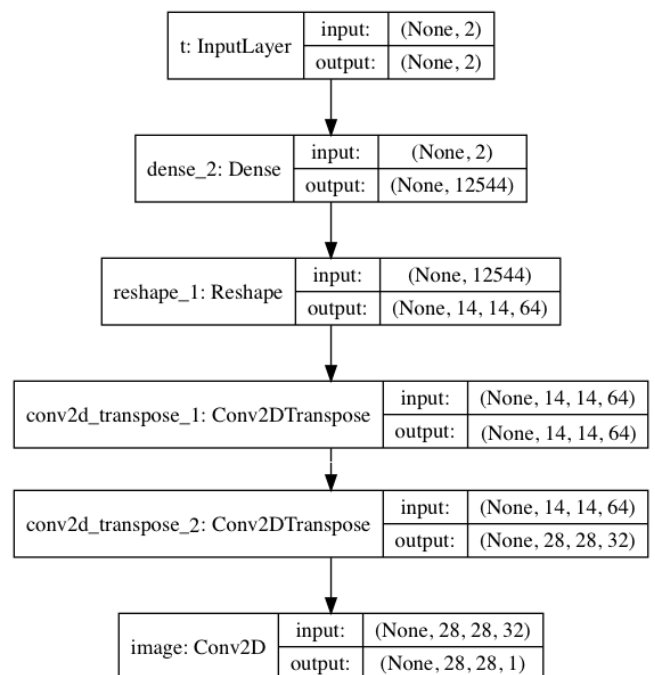 t: InputLayer
input: (None, 2)
output: (None, 2)
dense_2: Dense
input: (None, 2)
output: (None, 12544)
reshape_1: Reshape
input: (None, 12544)
output: (None, 14, 14, 64)
conv2d_transpose_1: Conv2DTranspose
input: (None, 14, 14, 64)
output: (None, 14, 14, 64)
conv2d_transpose_2: Conv2DTranspose
input: (None, 14, 14, 64)
output: (None, 28, 28, 32)
image: Conv2D
input: (None, 28, 28, 32)
output: (None, 28, 28, 1)